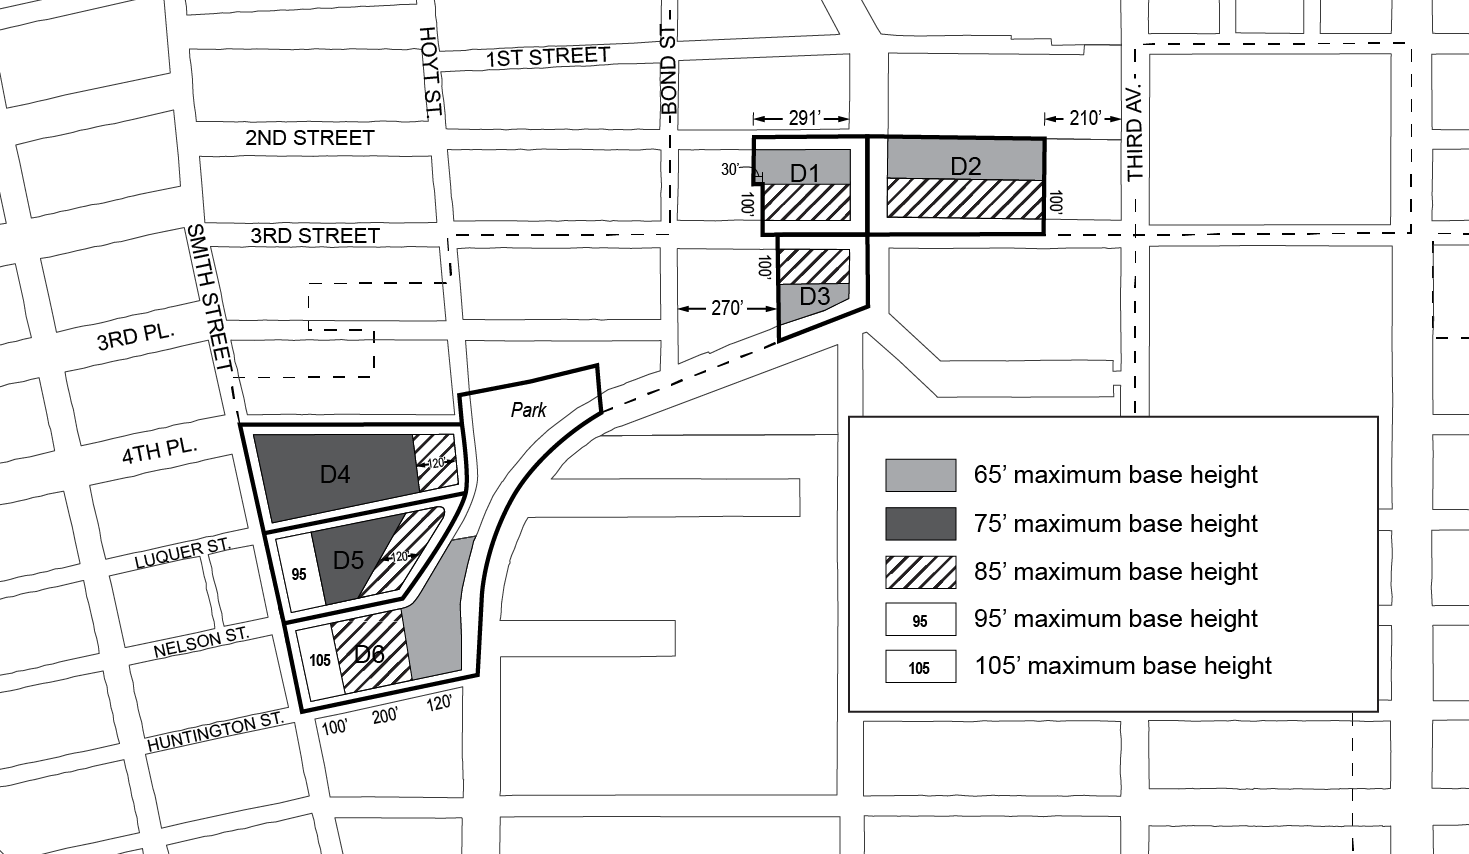 HOYT ST.
1ST STREET
BOND ST
THIRD AV.
291’
210’
2ND STREET
30’
D1
D2
100’
100’
SMITH STREET
3RD STREET
100’
D3
270’
3RD PL.
Park
4TH PL.
D4
120’
65’ maximum base height
75’ maximum base height
85’ maximum base height
95 95’ maximum base height
105 105’ maximum base height
LUQUER ST.
95
D5
120’
NELSON ST.
105
D6
HUNTINGTON ST.
100’
200’
120’